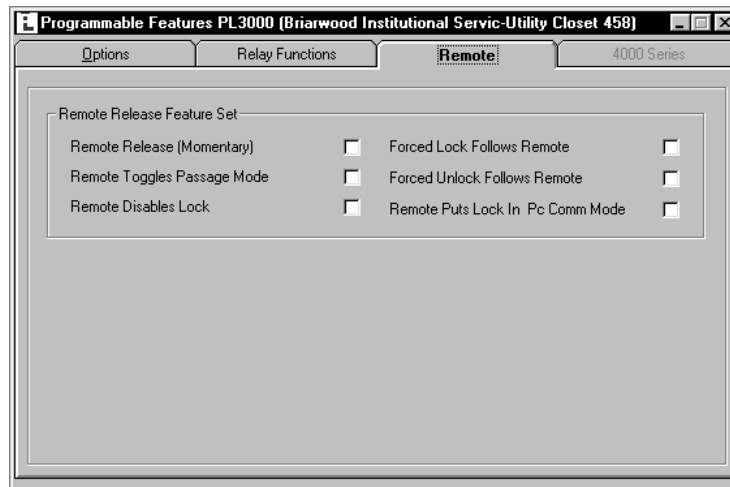 Programmable Features PL3000 (Briarwood Institutional Servic-Utility Closet 458)
Options Relay Functions Remote 4000 Series
Remote Release Feature Set
Remote Release (Momentary) Forced Lock Follows Remote
Remote Toggles Passage Mode Forced Unlock Follows Remote
Remote Disables Lock Remote Puts Lock In Pc Comm Mode